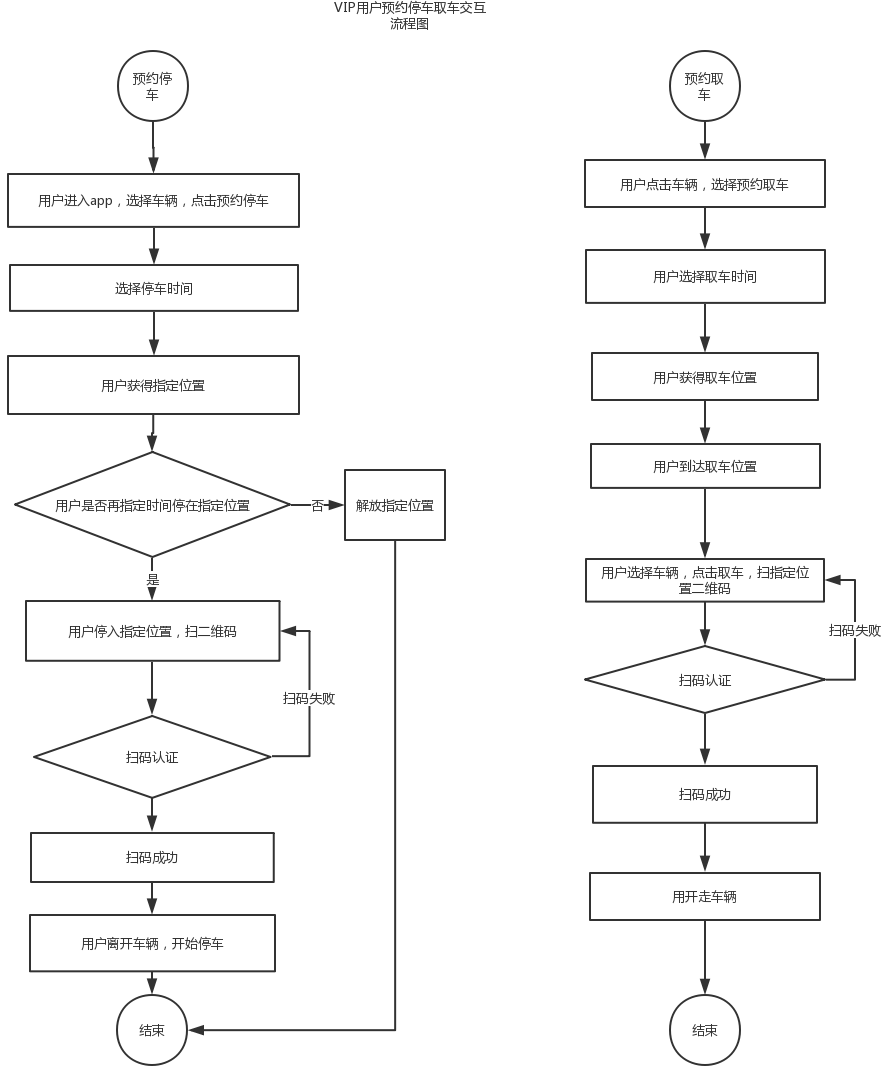 VIP用户预约停车取车交互
流程图
预约停
车
用户进入app，选择车辆，点击预约停车
选择停车时间
用户获得指定位置
用户是否再指定时间停在指定位置
否
解放指定位置
是
用户停入指定位置，扫二维码
扫码失败
扫码认证
扫码成功
用户离开车辆，开始停车
结束
预约取
车
用户点击车辆，选择预约取车
用户选择取车时间
用户获得取车位置
用户到达取车位置
用户选择车辆，点击取车，扫指定位
置二维码
扫码失败
扫码认证
扫码成功
用开走车辆
结束